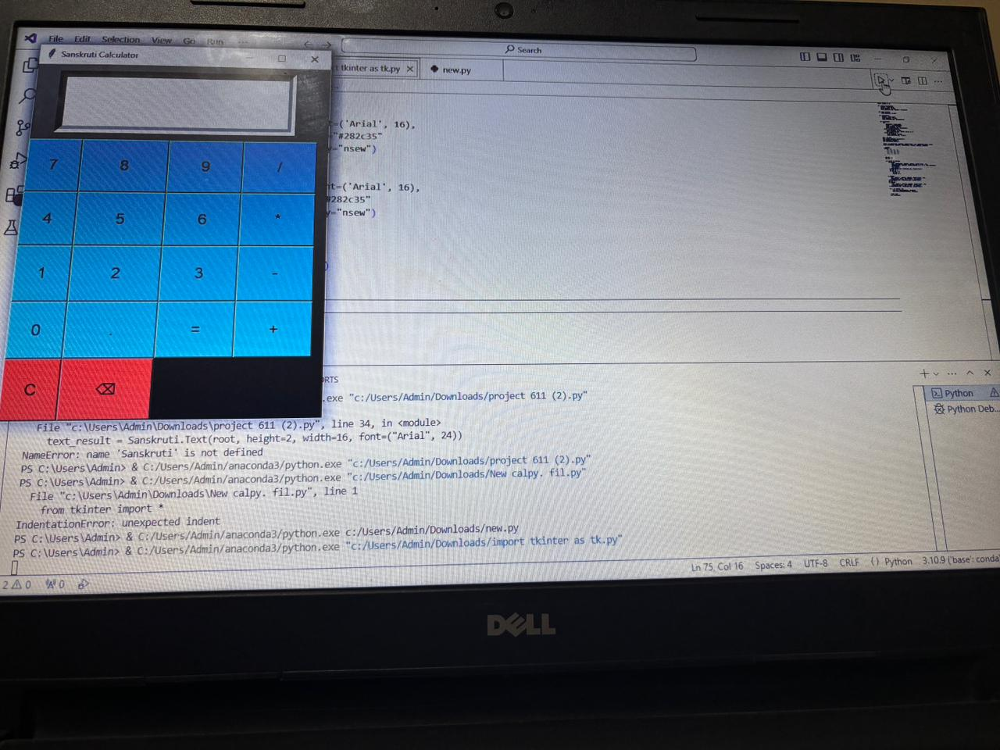 File Edit Selection View Go Run ...
Search
Sanskruti Calculator
t tkinter as tk.py
new.py
t=('Arial', 16),
="#282c35"
y="nsew")
nt=('Arial', 16),
#282c35"
y="nsew")
)
7 8 9 /
4 5 6 *
1 2 3 -
0 . = +
C ⌫
ORTS
.exe "c:/Users/Admin/Downloads/project 611 (2).py"
File "c:\Users\Admin\Downloads\project 611 (2).py", line 34, in <module>
text_result = Sanskruti.Text(root, height=2, width=16, font=("Arial", 24))
NameError: name 'Sanskruti' is not defined
PS C:\Users\Admin> & C:/Users/Admin/anaconda3/python.exe "c:/Users/Admin/Downloads/project 611 (2).py"
PS C:\Users\Admin> & C:/Users/Admin/anaconda3/python.exe "c:/Users/Admin/Downloads/New calpy. fil.py"
File "c:\Users\Admin\Downloads\New calpy. fil.py", line 1
from tkinter import *
IndentationError: unexpected indent
PS C:\Users\Admin> & C:/Users/Admin/anaconda3/python.exe c:/Users/Admin/Downloads/new.py
PS C:\Users\Admin> & C:/Users/Admin/anaconda3/python.exe "c:/Users/Admin/Downloads/import tkinter as tk.py"
Python
Python Deb...
2 0 0
Ln 75, Col 16 Spaces: 4 UTF-8 CRLF {} Python 3.10.9 ('base': conda)
DELL